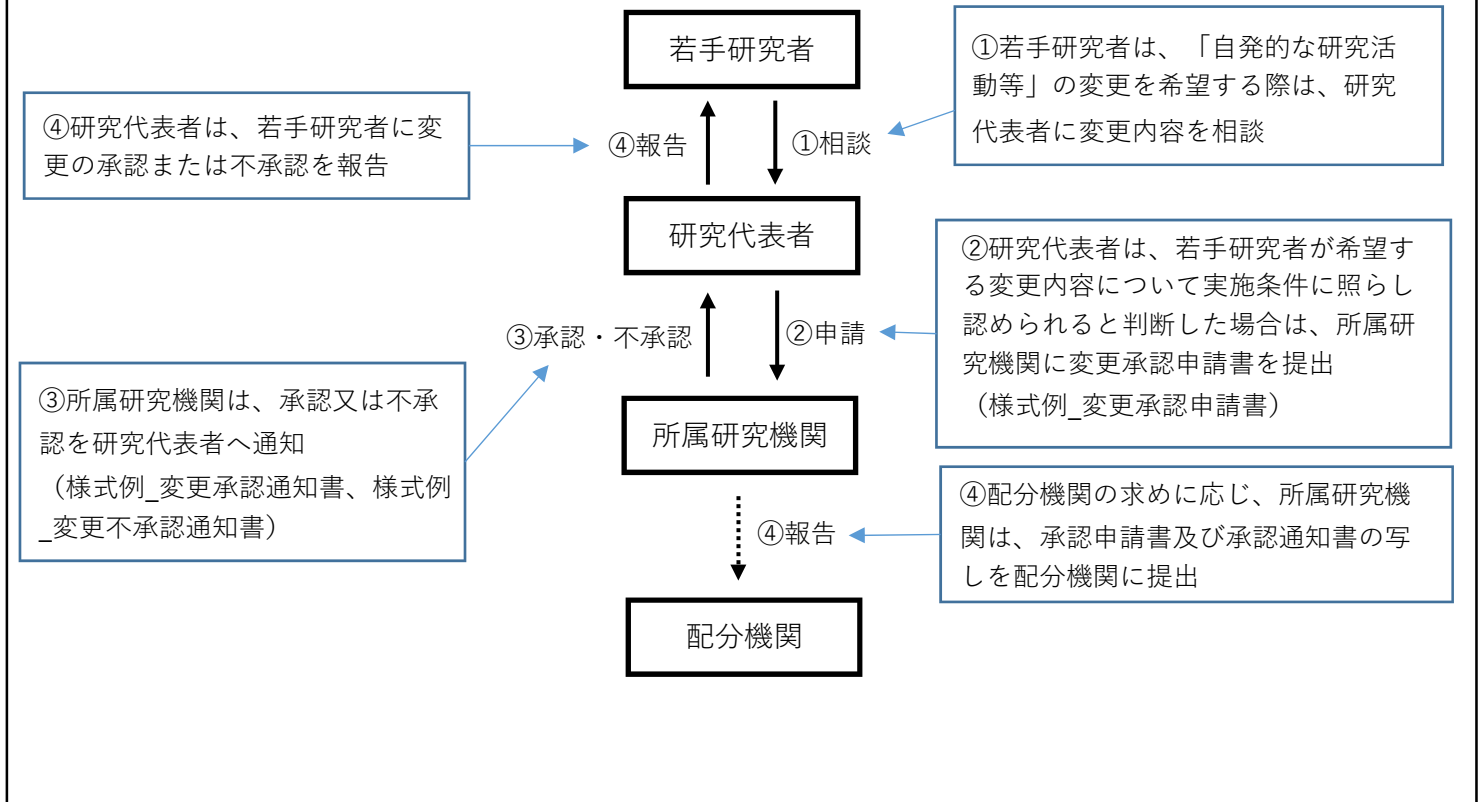 若手研究者
①若手研究者は、「自発的な研究活
動等」の変更を希望する際は、研究
代表者に変更内容を相談
④研究代表者は、若手研究者に変
更の承認または不承認を報告
④報告
①相談
研究代表者
②研究代表者は、若手研究者が希望す
る変更内容について実施条件に照らし
認められると判断した場合は、所属研
究機関に変更承認申請書を提出
（様式例_変更承認申請書）
③承認・不承認
②申請
③所属研究機関は、承認又は不承
認を研究代表者へ通知
（様式例_変更承認通知書、様式例
_変更不承認通知書）
所属研究機関
④配分機関の求めに応じ、所属研究機
関は、承認申請書及び承認通知書の写
しを配分機関に提出
④報告
配分機関